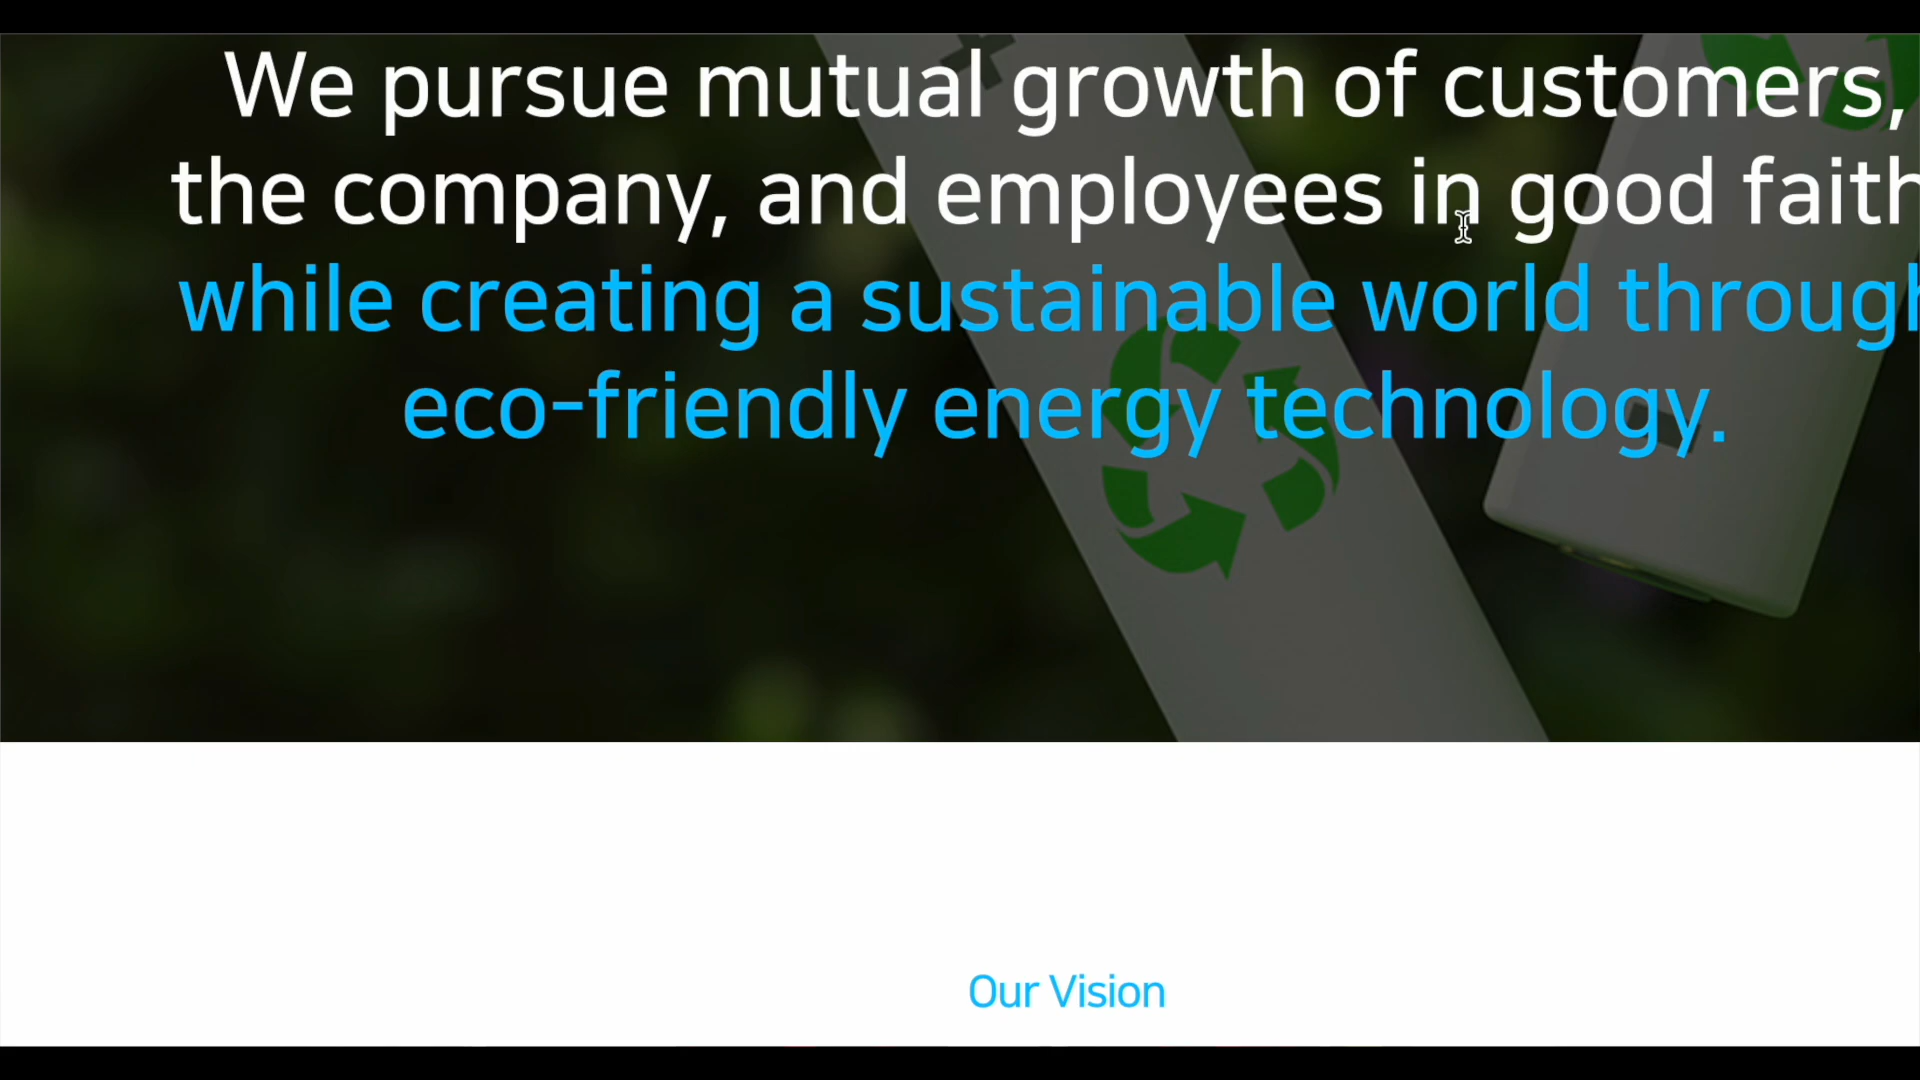 We pursue mutual growth of customers,
the company, and employees in good faith
while creating a sustainable world through
eco-friendly energy technology.
Our Vision